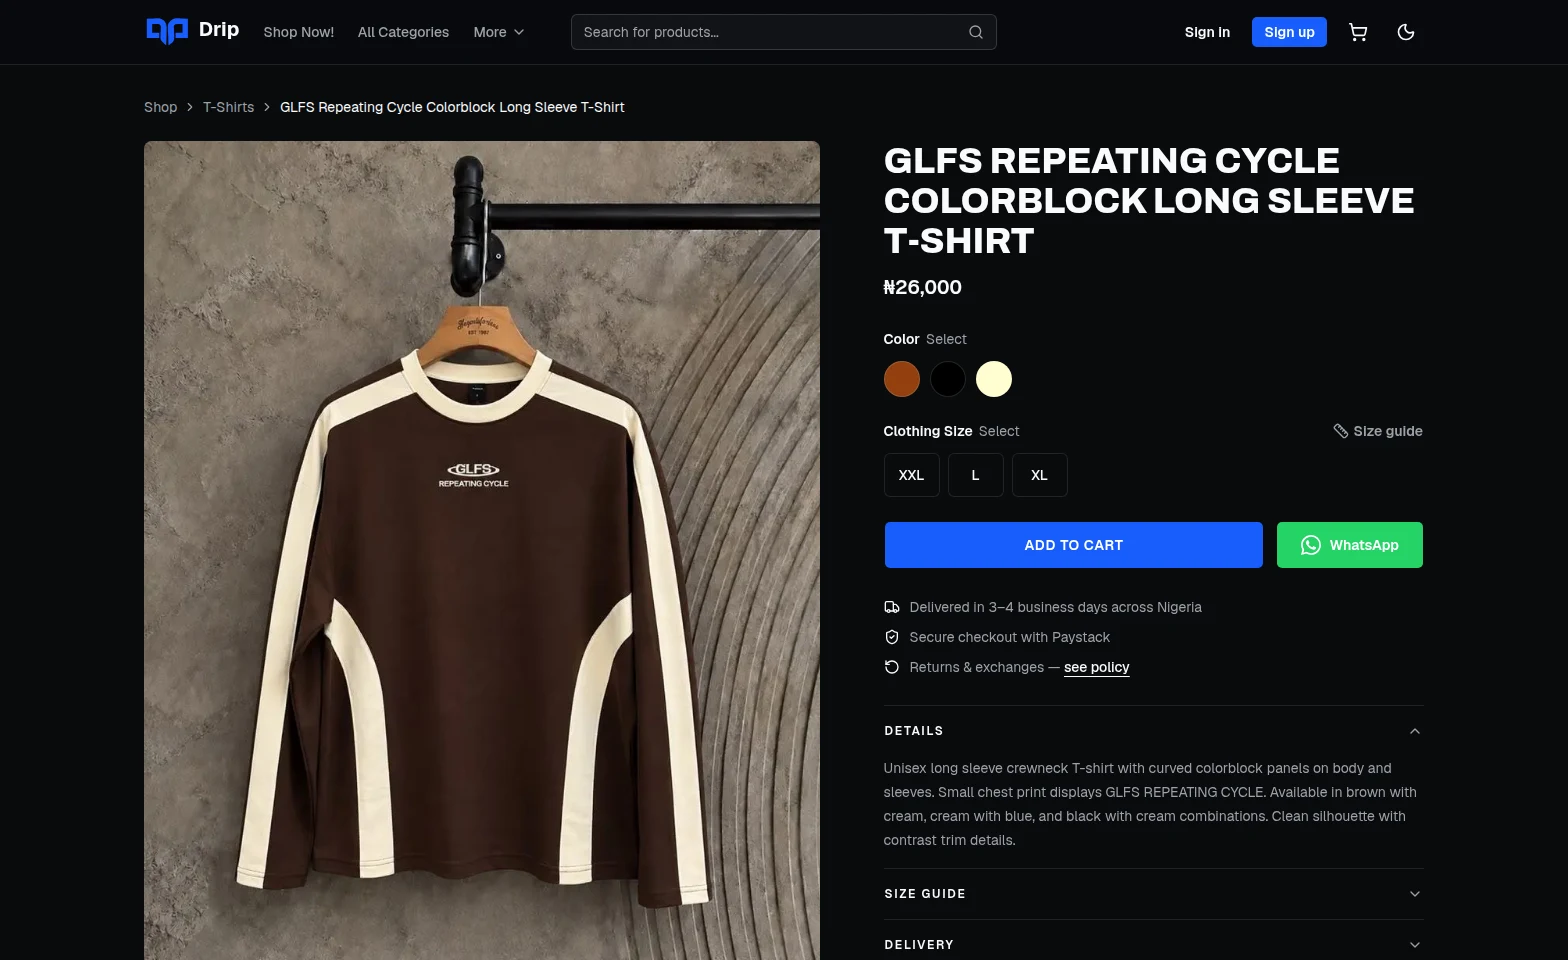 Drip
Shop Now!
All Categories
More
Search for products...
Sign in
Sign up
Shop > T-Shirts > GLFS Repeating Cycle Colorblock Long Sleeve T-Shirt
EST 1987
GLFS
REPEATING CYCLE
GLFS REPEATING CYCLE
COLORBLOCK LONG SLEEVE
T-SHIRT
₦26,000
Color Select
Clothing Size Select
Size guide
XXL
L
XL
ADD TO CART
WhatsApp
Delivered in 3–4 business days across Nigeria
Secure checkout with Paystack
Returns & exchanges — see policy
DETAILS
Unisex long sleeve crewneck T-shirt with curved colorblock panels on body and
sleeves. Small chest print displays GLFS REPEATING CYCLE. Available in brown with
cream, cream with blue, and black with cream combinations. Clean silhouette with
contrast trim details.
SIZE GUIDE
DELIVERY